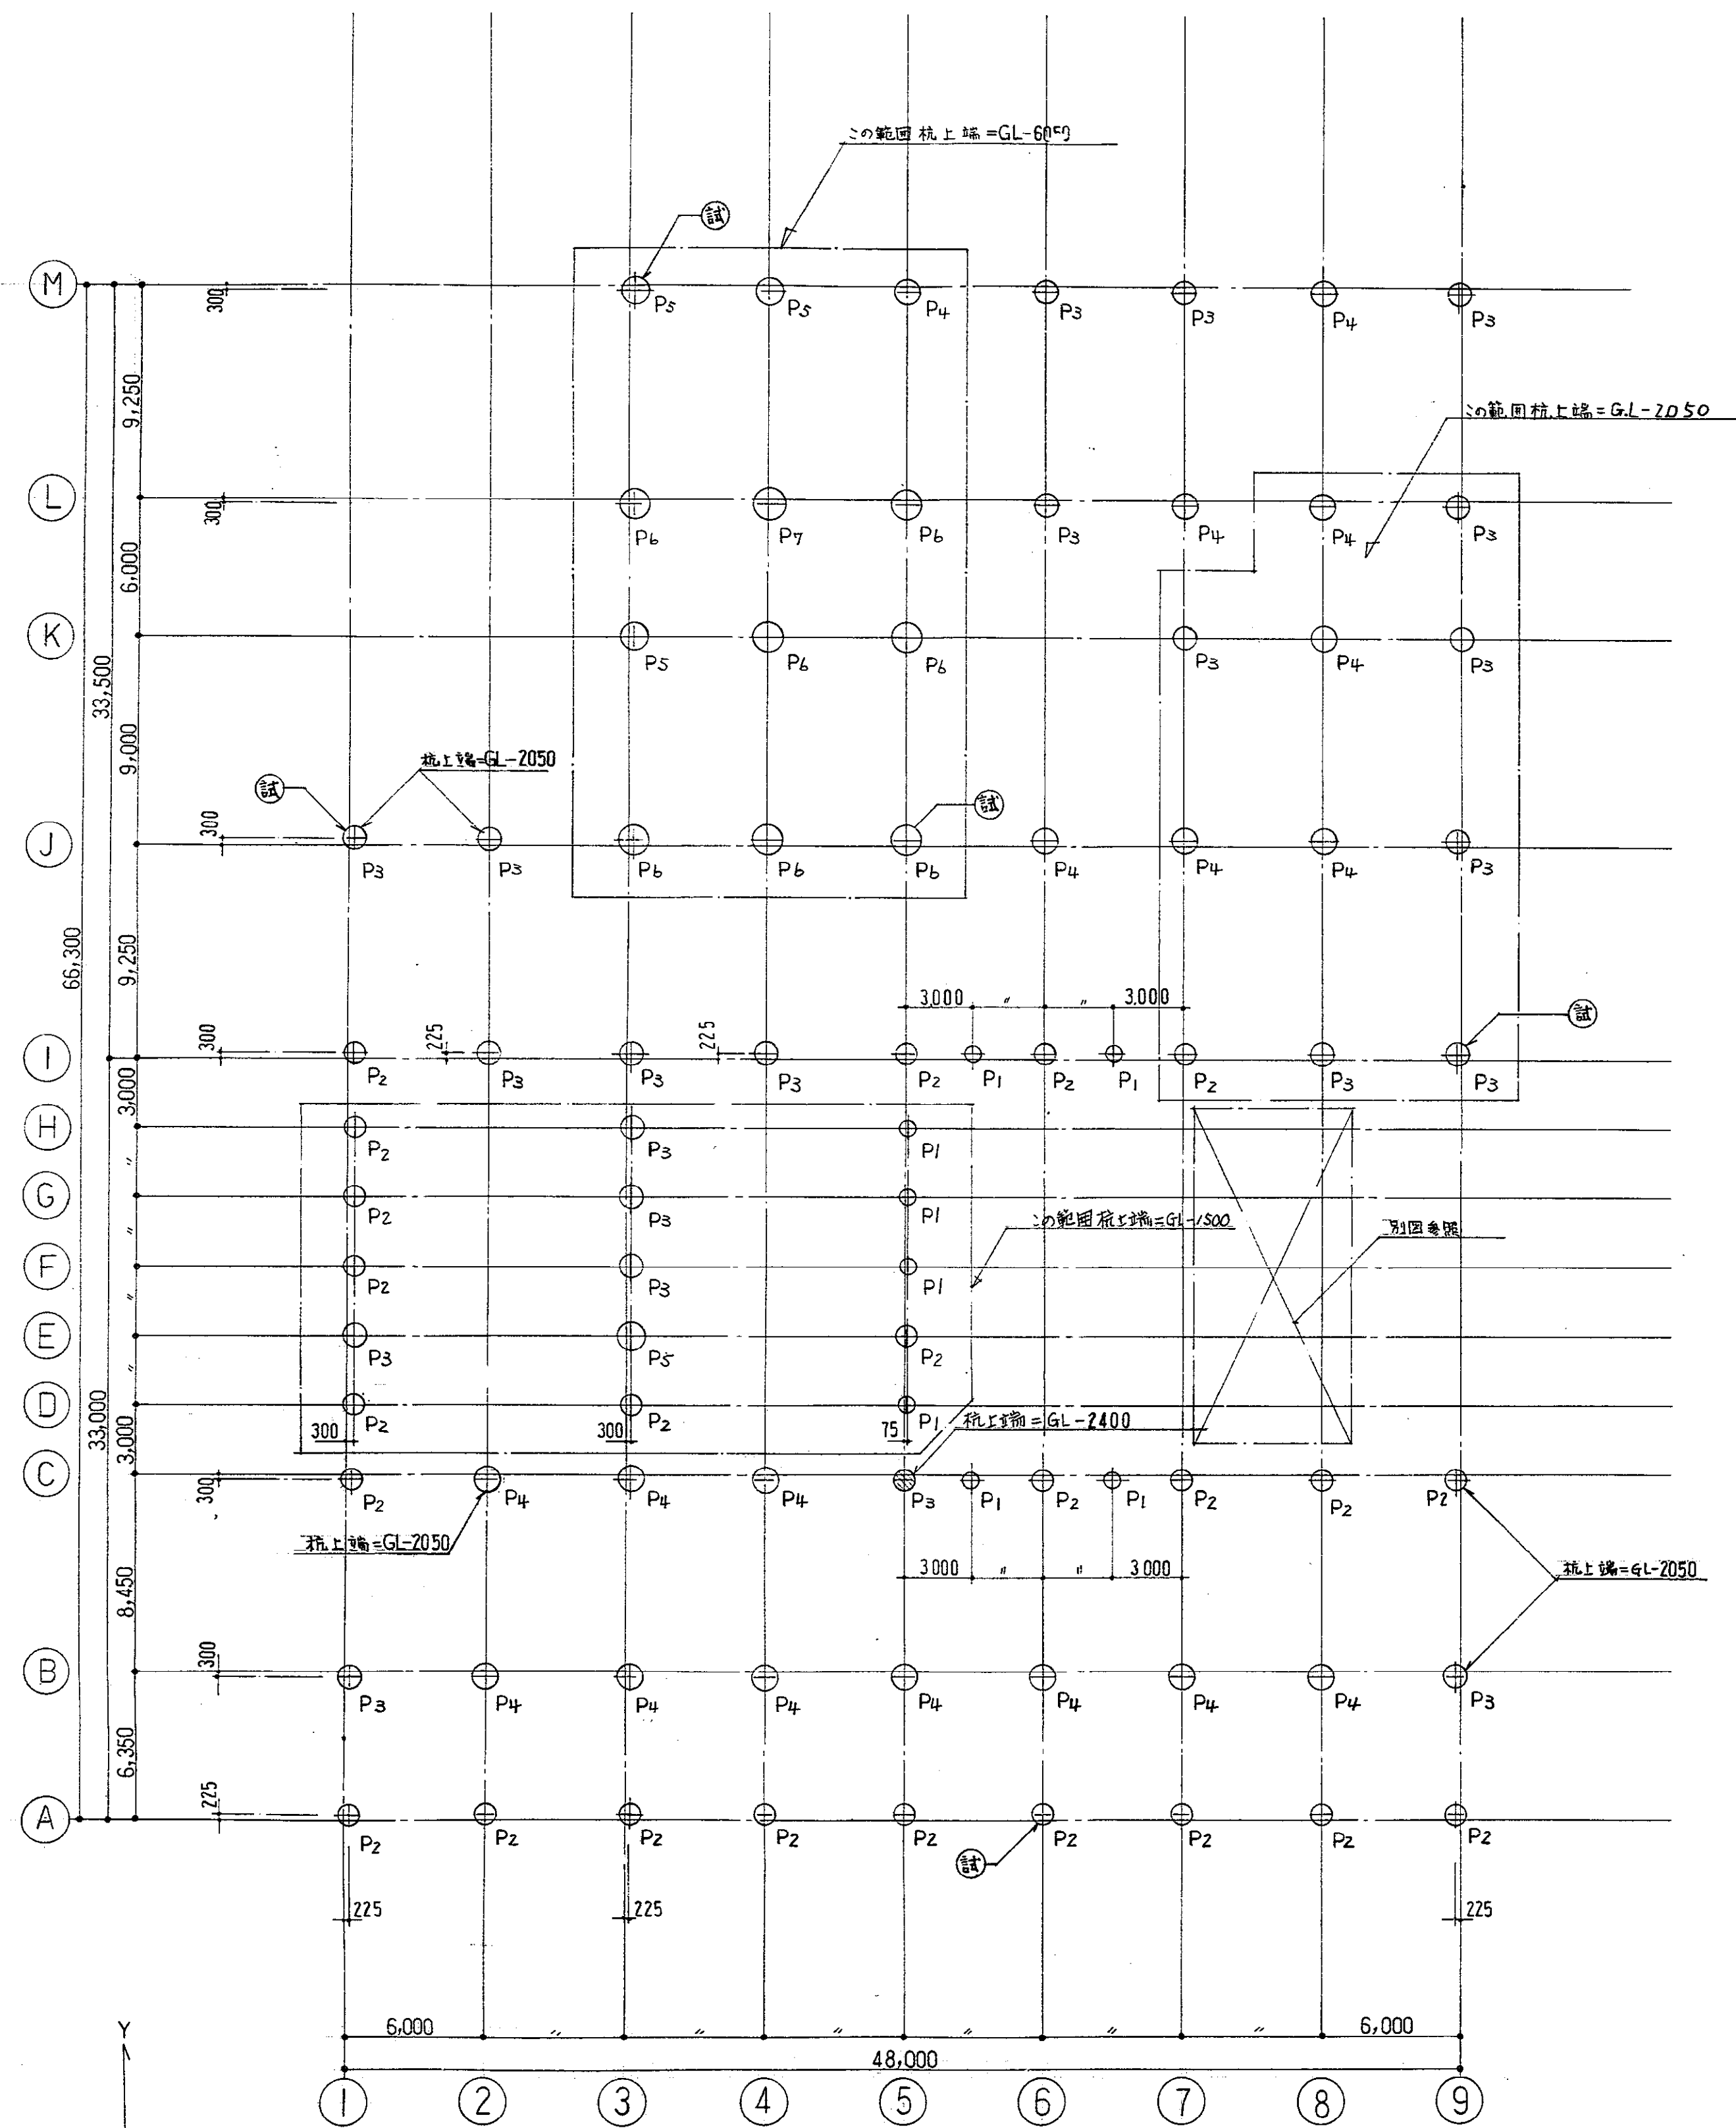 この範囲杭上端=GL-6050
試
M
300
P5 P5 P4 P3 P3 P4 P3
9,250
この範囲杭上端=G.L-2050
L
300
P6 P7 P6 P3 P4 P4 P3
6,000
K
P5 P6 P6 P3 P4 P3
33,500
9,000
杭上端=GL-2050
試
試
300
J
P3 P3 P6 P6 P6 P4 P4 P4 P3
66,300
9,250
3,000 〃 〃 3,000
試
300 225 225
I
P2 P3 P3 P3 P2 P1 P2 P1 P2 P3 P3
3,000
H
P2 P3 P1
〃
G
P2 P3 P1
この範囲杭上端=GL-1500
別図参照
〃
F
P2 P3 P1
〃
E
P3 P5 P2
〃
D
P2 P2 P1
33,000
3,000
300 300 75
杭上端=GL-2400
C
300
P2 P4 P4 P4 P3 P1 P2 P1 P2 P2 P2
杭上端=GL-2050
3000 〃 〃 3000
杭上端=GL-2050
8,450
300
B
P3 P4 P4 P4 P4 P4 P4 P4 P3
6,350
225
A
P2 P2 P2 P2 P2 P2 P2 P2 P2
試
225 225 225
Y
6,000 〃 〃 〃 〃 〃 〃 6,000
48,000
1 2 3 4 5 6 7 8 9